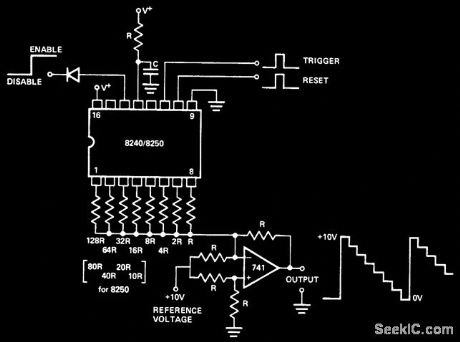 V+
ENABLE
R
TRIGGER
C
DISABLE
RESET
V+
16
9
8240/8250
1
8
128R 32R 8R 2R R
64R 16R 4R
R
80R 20R
40R 10R
for 8250
R
R
741
+10V
OUTPUT
+10V
0V
REFERENCE
VOLTAGE
R
SeekIC.com